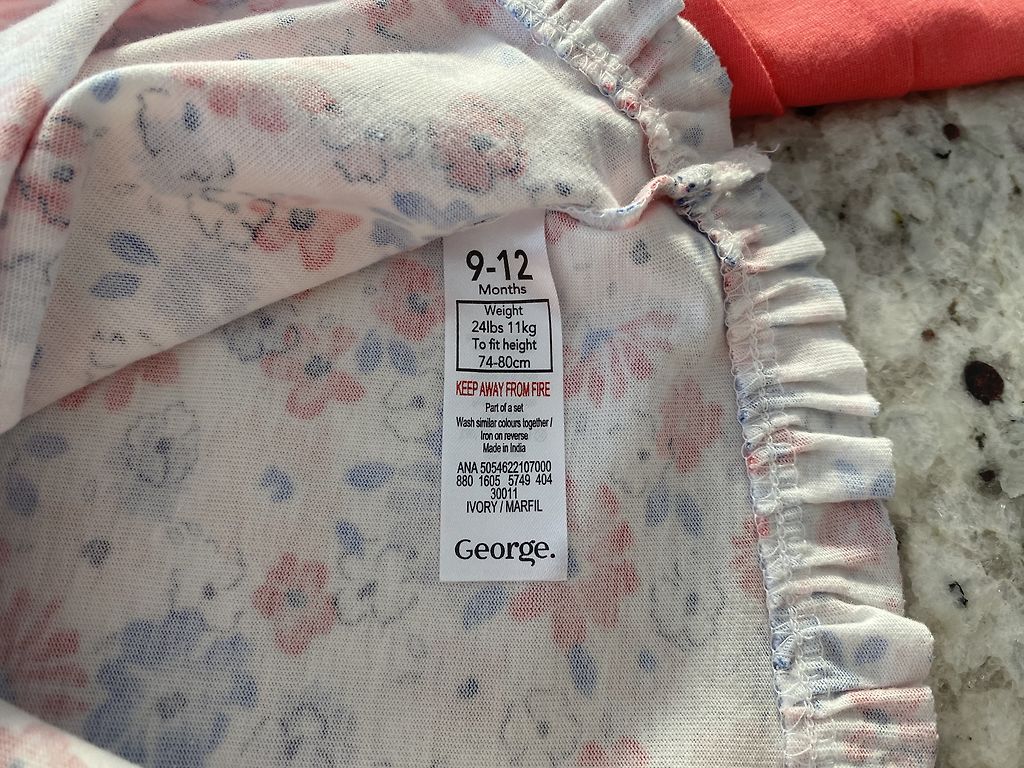 9-12
Months
Weight
24lbs 11kg
To fit height
74-80cm
KEEP AWAY FROM FIRE
Part of a set
Wash similar colours together /
Iron on reverse
Made in India
ANA 5054622107000
880 1605 5749 404
30011
IVORY / MARFIL
George.